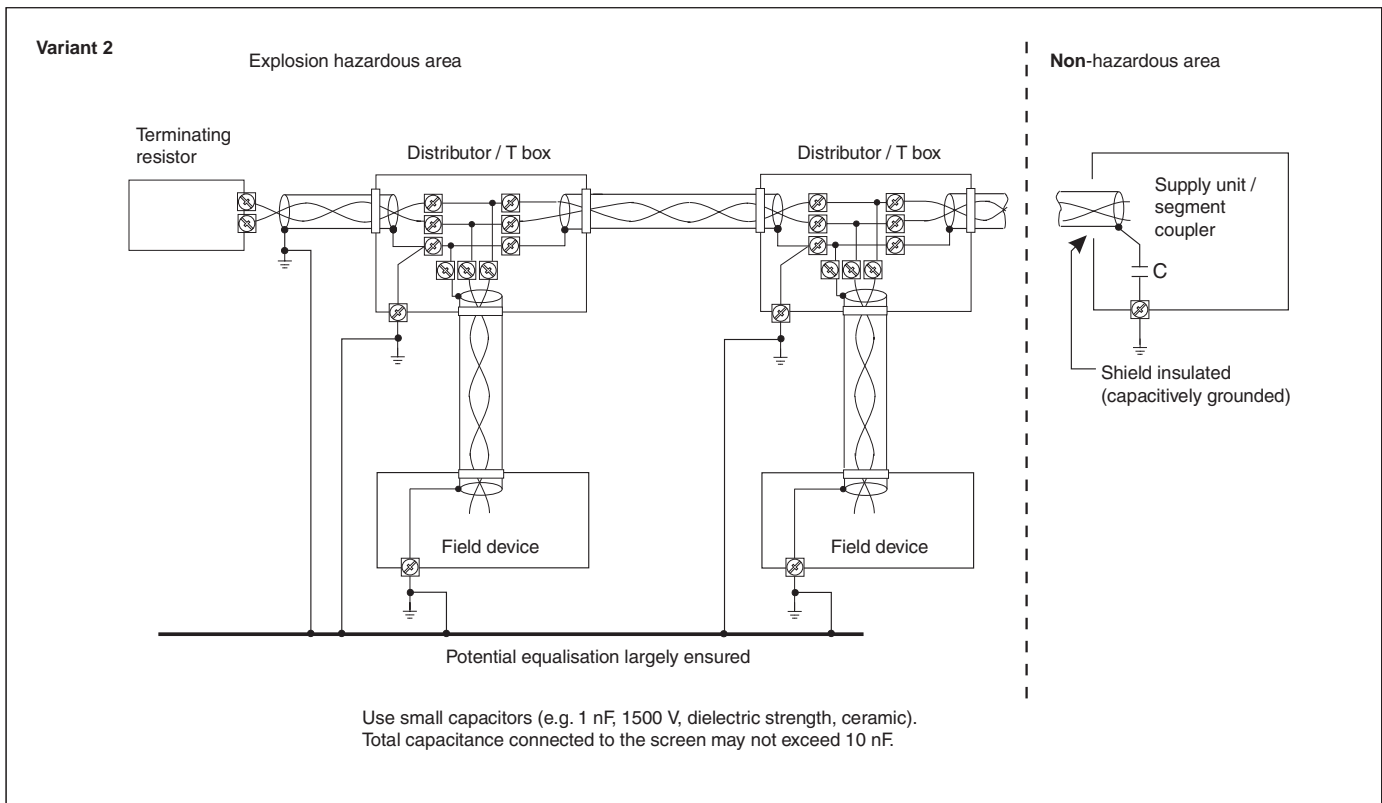 Variant 2
Explosion hazardous area
Non-hazardous area
Terminating
resistor
Distributor / T box
Distributor / T box
Supply unit /
segment
coupler
C
Shield insulated
(capacitively grounded)
Field device
Field device
Potential equalisation largely ensured
Use small capacitors (e.g. 1 nF, 1500 V, dielectric strength, ceramic).
Total capacitance connected to the screen may not exceed 10 nF.